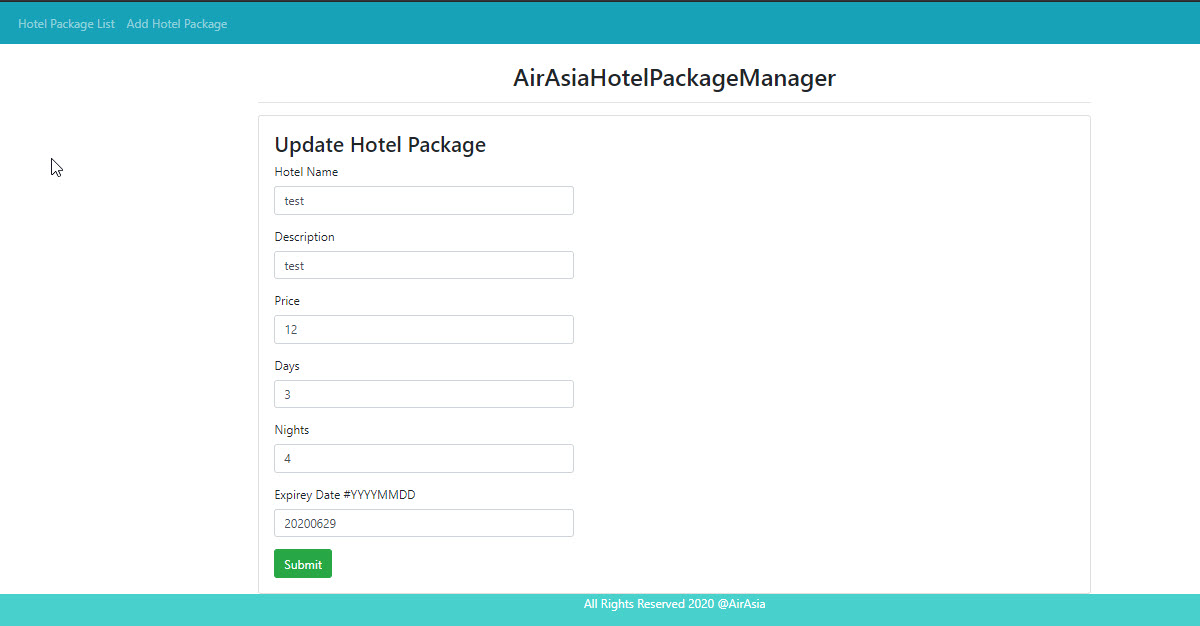 Hotel Package List Add Hotel Package
AirAsiaHotelPackageManager
Update Hotel Package
Hotel Name
test
Description
test
Price
12
Days
3
Nights
4
Expirey Date #YYYYMMDD
20200629
Submit
All Rights Reserved 2020 @AirAsia